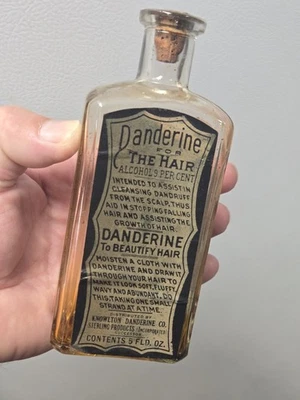 Danderine
FOR
THE HAIR
ALCOHOL 9 PER CENT
INTENDED TO ASSIST IN
CLEANSING DANDRUFF
FROM THE SCALP, THUS
AID IN STOPPING FALLING
HAIR AND ASSISTING THE
GROWTH OF HAIR.
DANDERINE
TO BEAUTIFY HAIR
MOISTEN A CLOTH WITH
DANDERINE AND DRAW IT
THROUGH YOUR HAIR TO
MAKE IT LOOK SOFT, FLUFFY,
WAVY AND ABUNDANT. DO
THIS, TAKING ONE SMALL
STRAND AT A TIME.
DISTRIBUTED BY
KNOWLTON DANDERINE CO.
STERLING PRODUCTS (INCORPORATED)
CONTENTS 5 FLD. OZ.